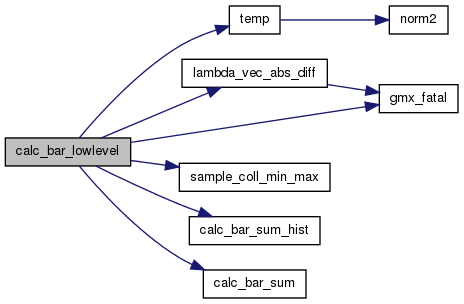 temp
norm2
lambda_vec_abs_diff
gmx_fatal
calc_bar_lowlevel
sample_coll_min_max
calc_bar_sum_hist
calc_bar_sum